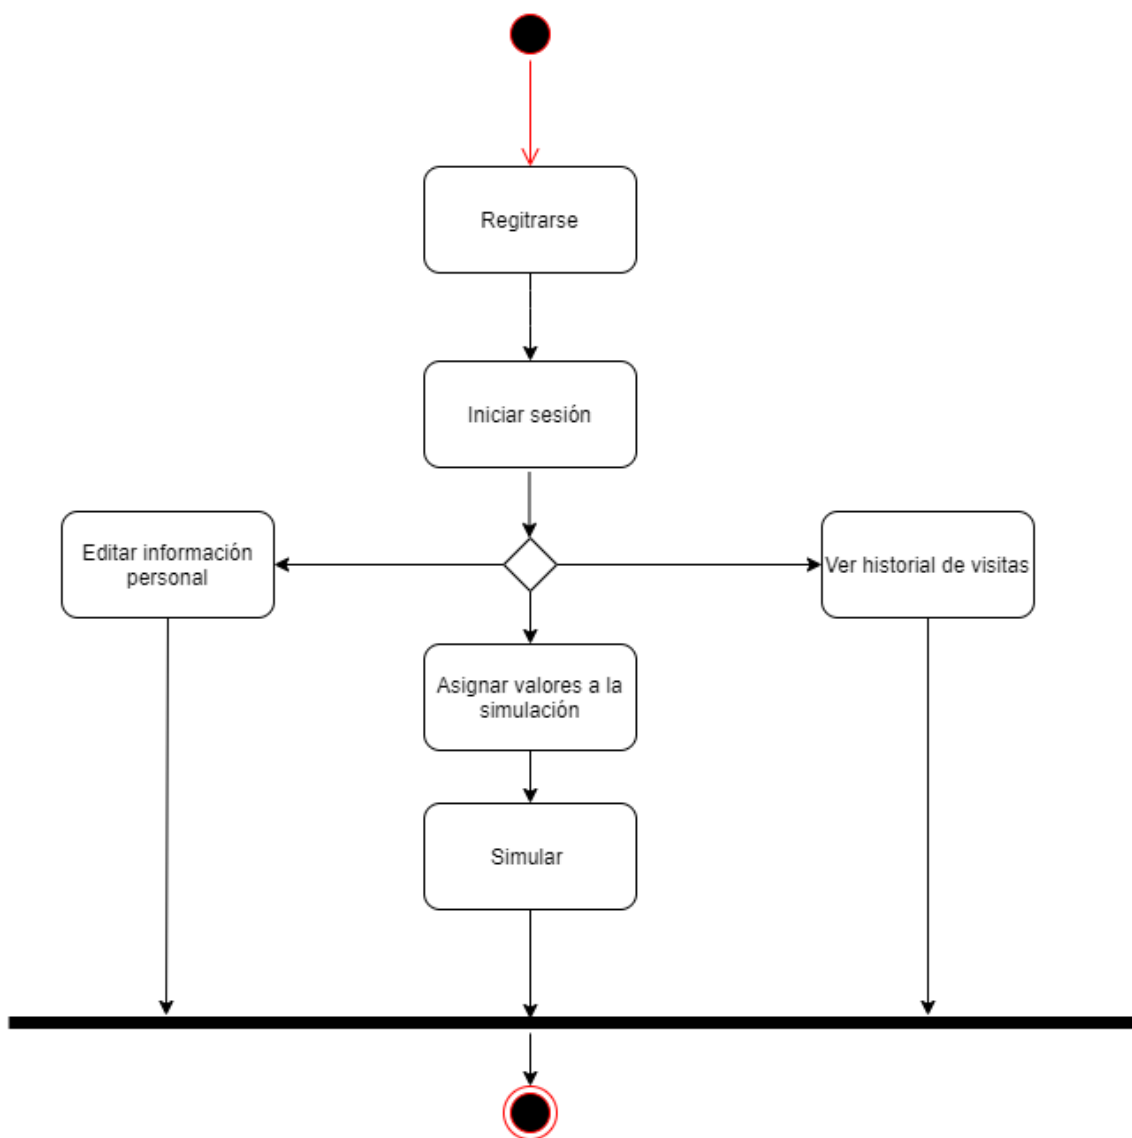 Regitrarse
Iniciar sesión
Editar información
personal
Ver historial de visitas
Asignar valores a la
simulación
Simular